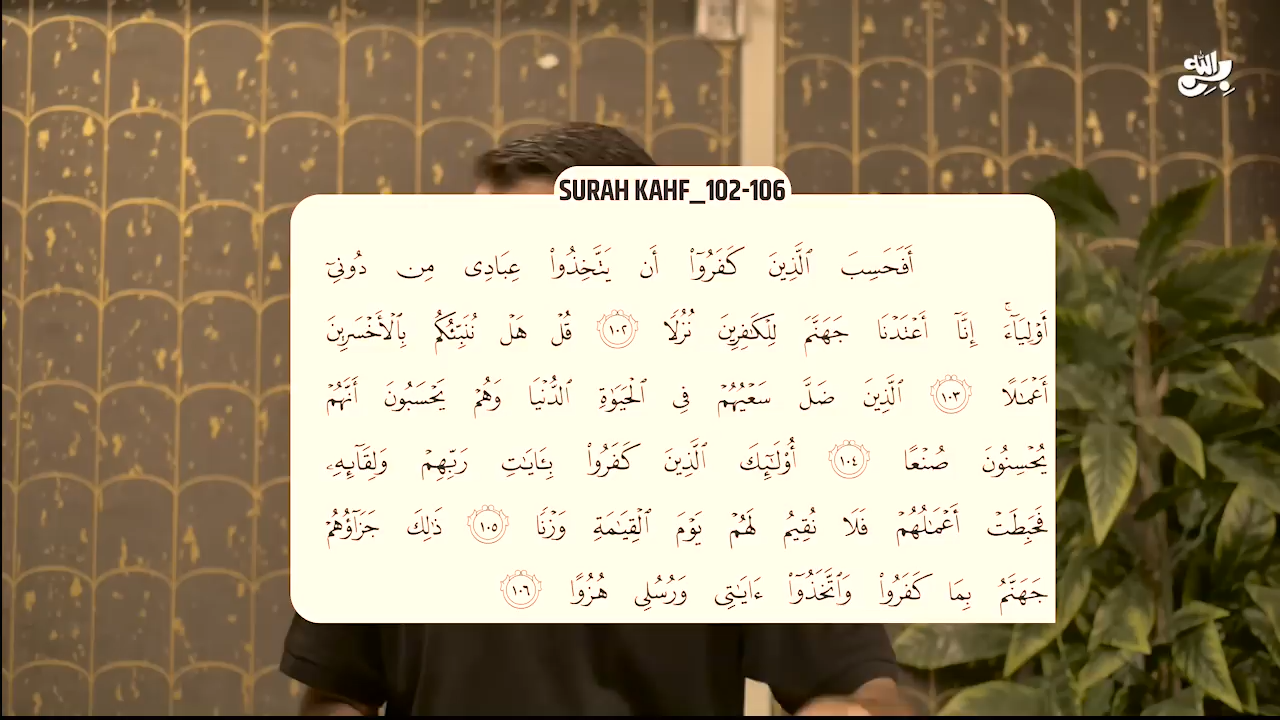 SURAH KAHF_102-106
أَفَحَسِبَ ٱلَّذِينَ كَفَرُوٓا۟ أَن يَتَّخِذُوا۟ عِبَادِى مِن دُونِىٓ
أَوْلِيَآءَ ۚ إِنَّآ أَعْتَدْنَا جَهَنَّمَ لِلْكَـٰفِرِينَ نُزُلًا ١٠٢ قُلْ هَلْ نُنَبِّئُكُم بِٱلْأَخْسَرِينَ
أَعْمَـٰلًا ١٠٣ ٱلَّذِينَ ضَلَّ سَعْيُهُمْ فِى ٱلْحَيَوٰةِ ٱلدُّنْيَا وَهُمْ يَحْسَبُونَ أَنَّهُمْ
يُحْسِنُونَ صُنْعًا ١٠٤ أُو۟لَـٰٓئِكَ ٱلَّذِينَ كَفَرُوا۟ بِـَٔايَـٰتِ رَبِّهِمْ وَلِقَآئِهِۦ
فَحَبِطَتْ أَعْمَـٰلُهُمْ فَلَا نُقِيمُ لَهُمْ يَوْمَ ٱلْقِيَـٰمَةِ وَزْنًا ١٠٥ ذَٰلِكَ جَزَآؤُهُمْ
جَهَنَّمُ بِمَا كَفَرُوا۟ وَٱتَّخَذُوٓا۟ ءَايَـٰتِى وَرُسُلِى هُزُوًا ١٠٦